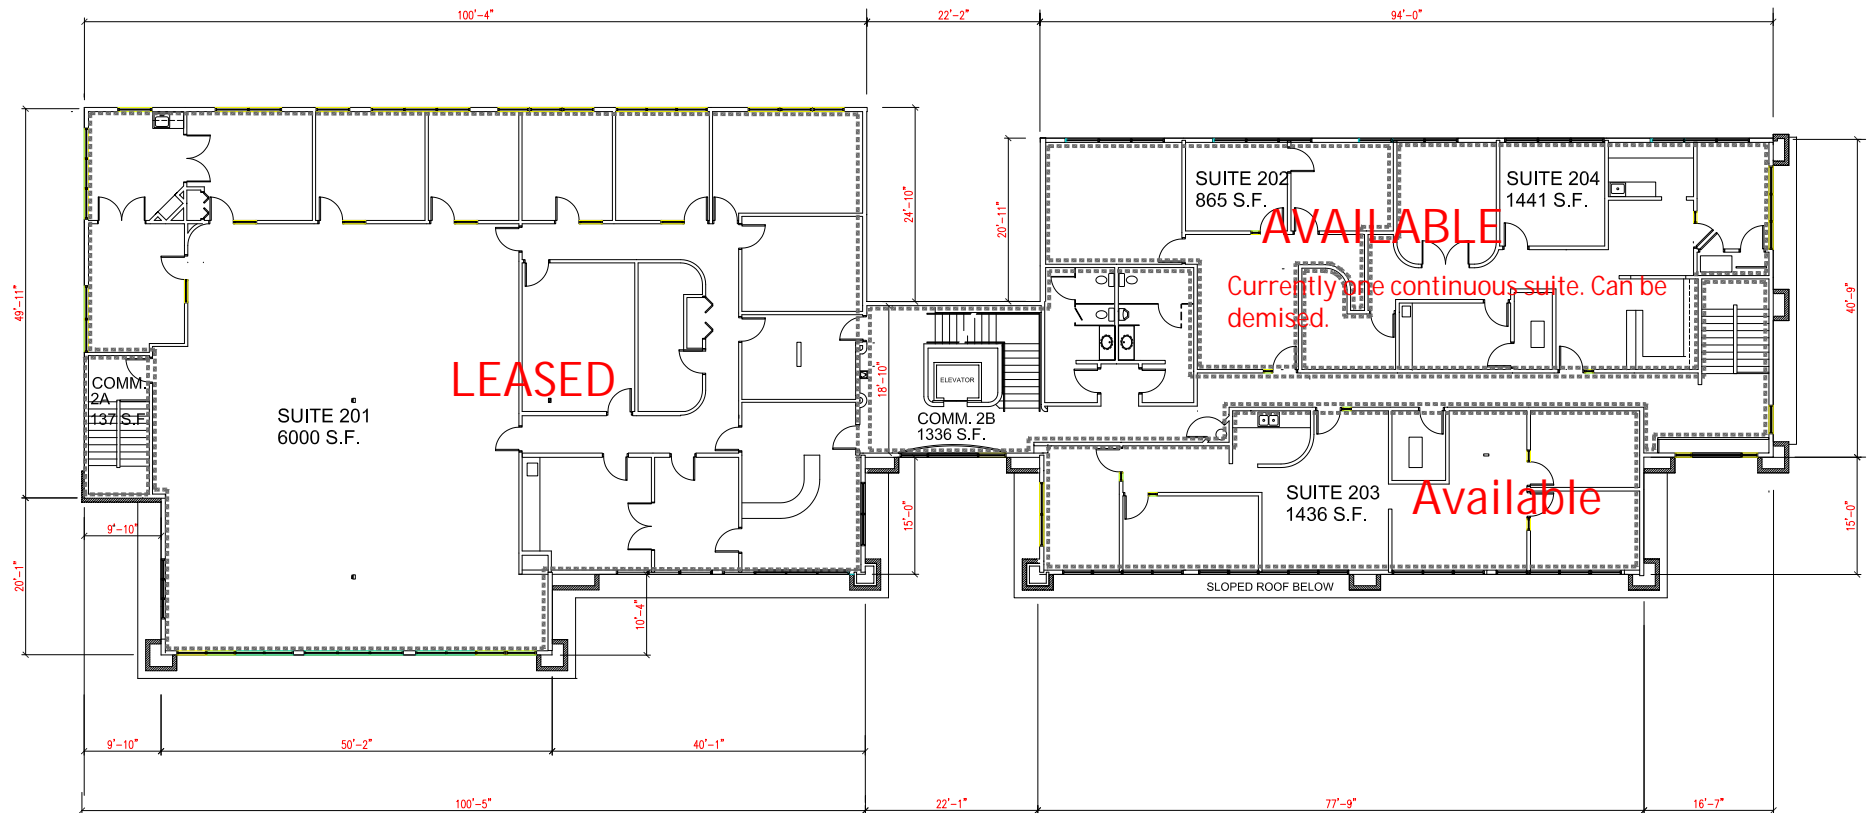 100'-4"
22'-2"
94'-0"
49'-11"
24'-10"
20'-11"
40'-9"
SUITE 202
865 S.F.
SUITE 204
1441 S.F.
AVAILABLE
Currently one continuous suite. Can be
demised.
LEASED
COMM.
2A
137 S.F.
SUITE 201
6000 S.F.
18'-10"
ELEVATOR
COMM. 2B
1336 S.F.
SUITE 203
1436 S.F.
Available
9'-10"
15'-0"
15'-0"
20'-1"
10'-4"
SLOPED ROOF BELOW
9'-10"
50'-2"
40'-1"
100'-5"
22'-1"
77'-9"
16'-7"